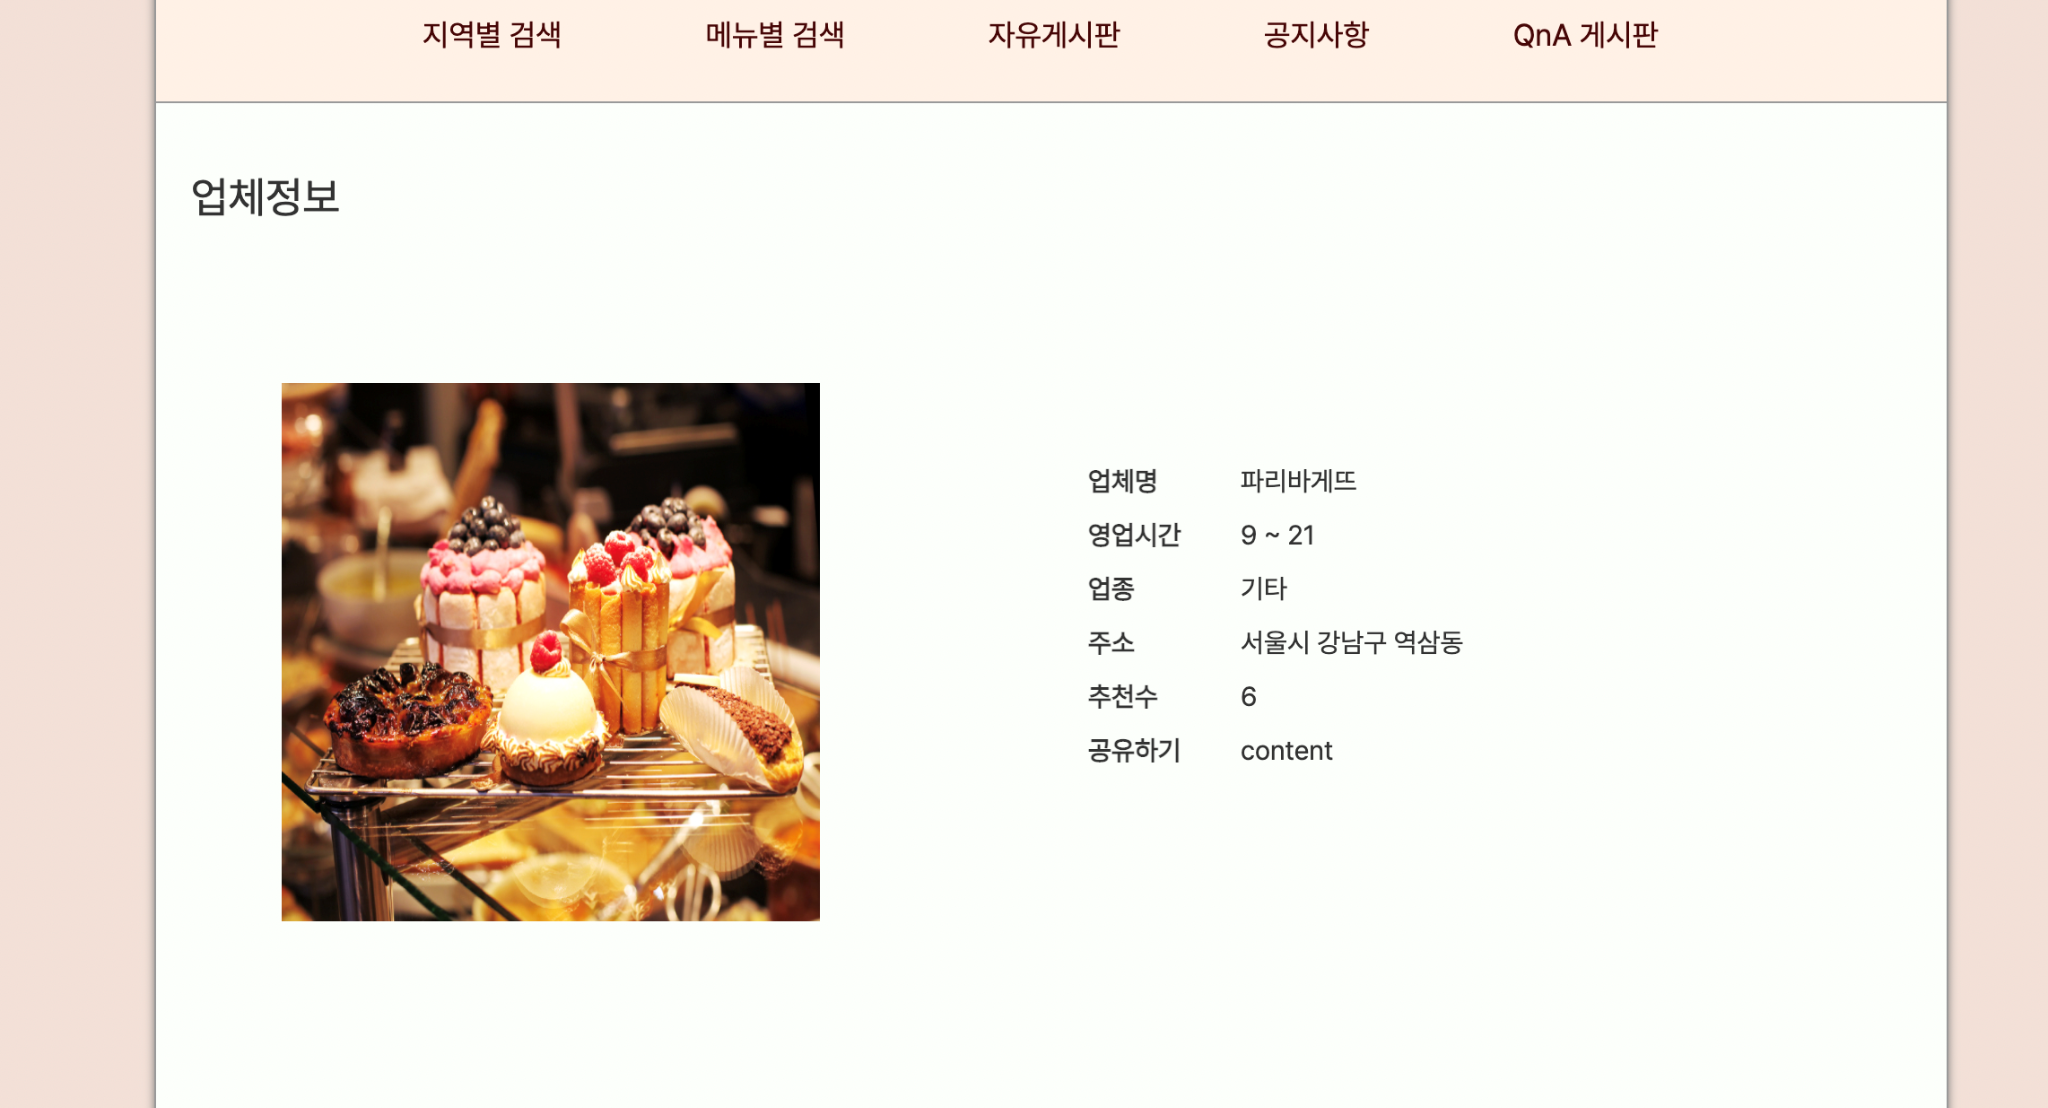 지역별 검색 메뉴별 검색 자유게시판 공지사항 QnA 게시판
업체정보
업체명 파리바게뜨
영업시간 9 ~ 21
업종 기타
주소 서울시 강남구 역삼동
추천수 6
공유하기 content